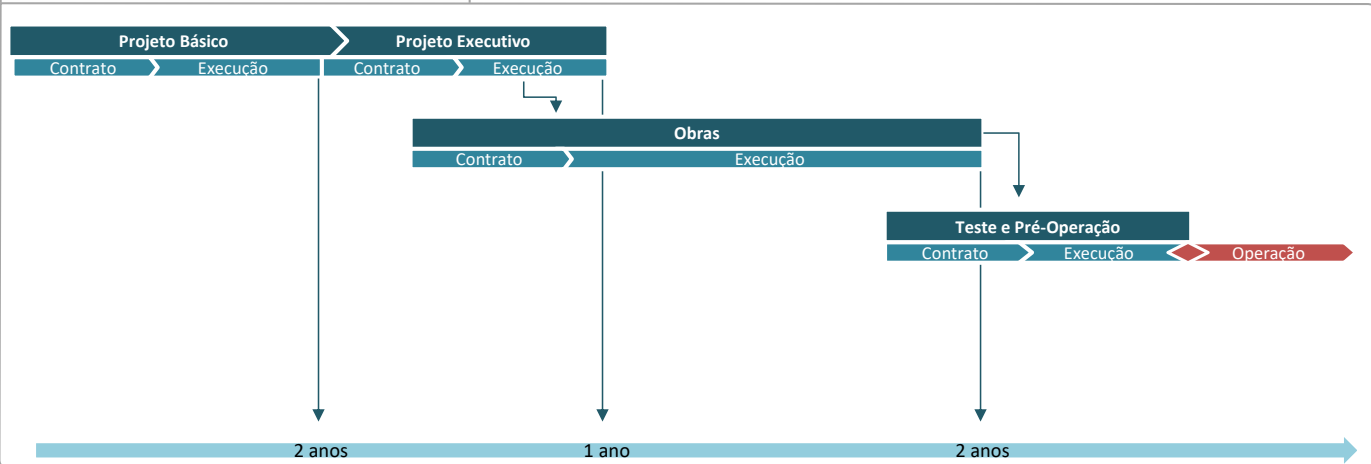 Projeto Básico Projeto Executivo
Contrato Execução Contrato Execução
Obras
Contrato Execução
Teste e Pré-Operação
Contrato Execução Operação
2 anos 1 ano 2 anos